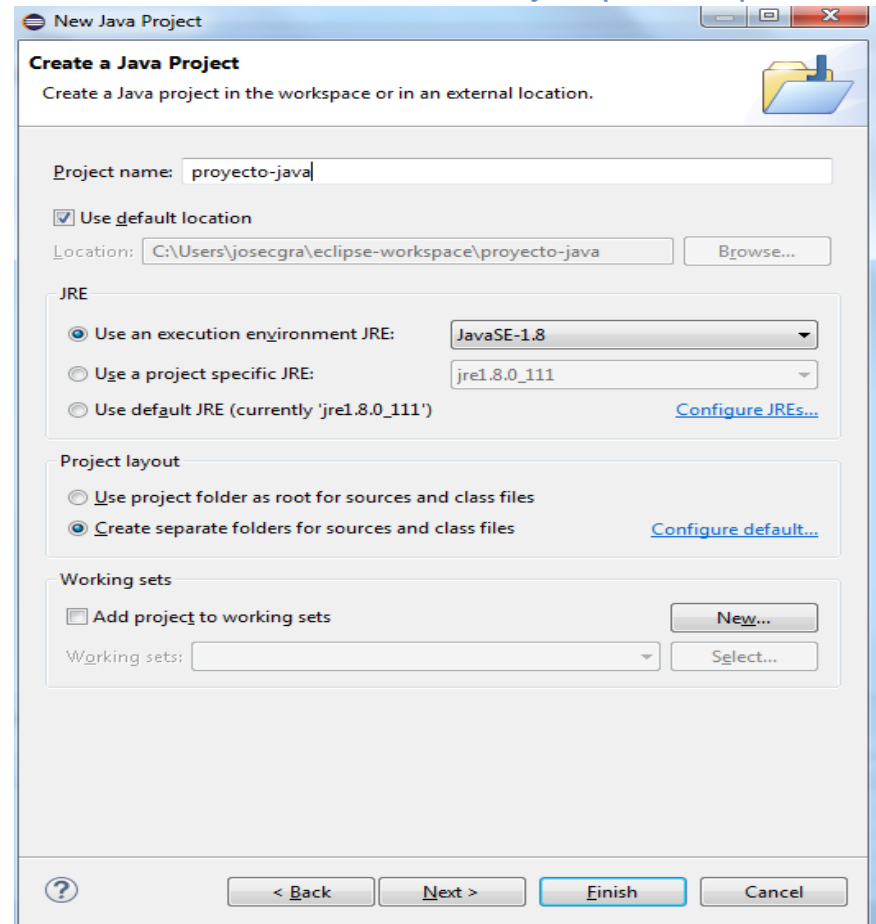 New Java Project
Create a Java Project
Create a Java project in the workspace or in an external location.
Project name: proyecto-java
Use default location
Location: C:\Users\josecgra\eclipse-workspace\proyecto-java Browse...
JRE
Use an execution environment JRE: JavaSE-1.8
Use a project specific JRE: jre1.8.0_111
Use default JRE (currently 'jre1.8.0_111') Configure JREs...
Project layout
Use project folder as root for sources and class files
Create separate folders for sources and class files Configure default...
Working sets
Add project to working sets New...
Working sets: Select...
? < Back Next > Finish Cancel